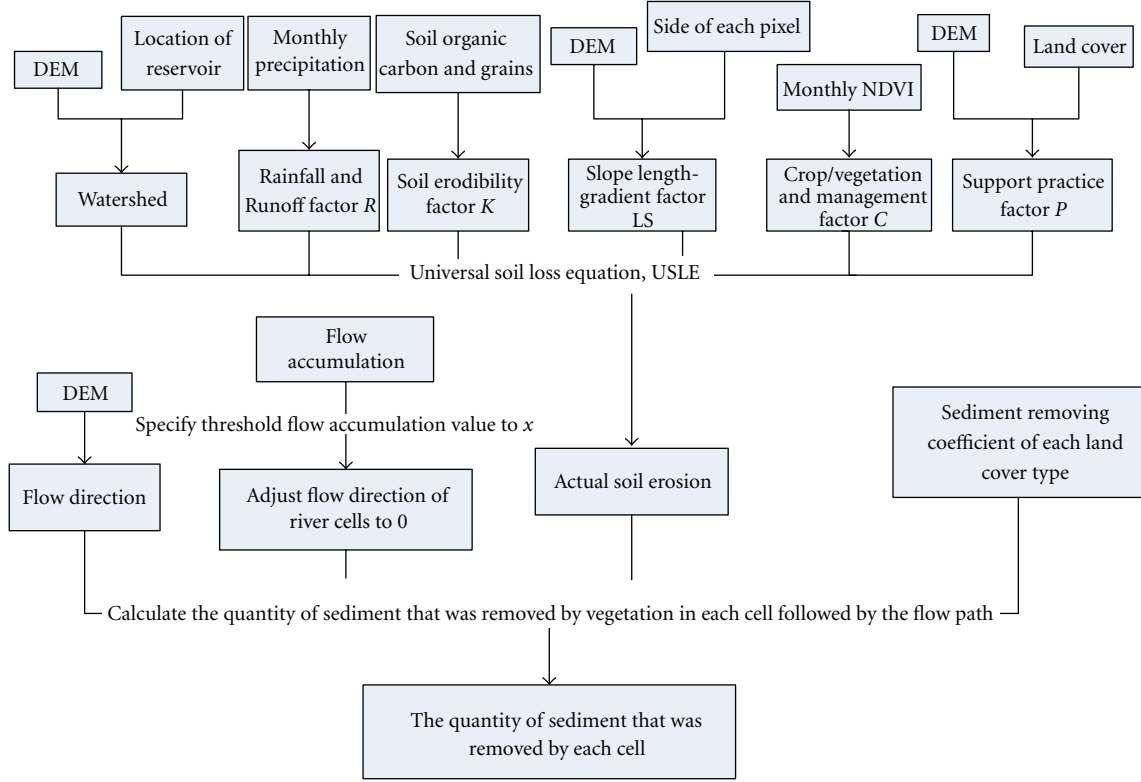 DEM
Location of
reservoir
Monthly
precipitation
Soil organic
carbon and grains
DEM
Side of each pixel
Monthly NDVI
DEM
Land cover
Watershed
Rainfall and
Runoff factor R
Soil erodibility
factor K
Slope length-
gradient factor
LS
Crop/vegetation
and management
factor C
Support practice
factor P
Universal soil loss equation, USLE
Flow
accumulation
DEM
Specify threshold flow accumulation value to x
Sediment removing
coefficient of each land
cover type
Flow direction
Adjust flow direction of
river cells to 0
Actual soil erosion
Calculate the quantity of sediment that was removed by vegetation in each cell followed by the flow path
The quantity of sediment that was
removed by each cell